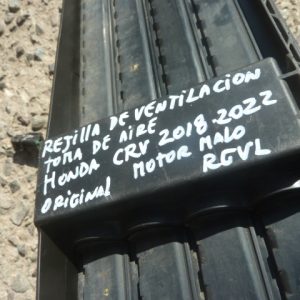 REJILLA DE VENTILACION
TOMA DE AIRE
HONDA CRV 2018-2022
ORIGINAL MOTOR MALO
RGVL